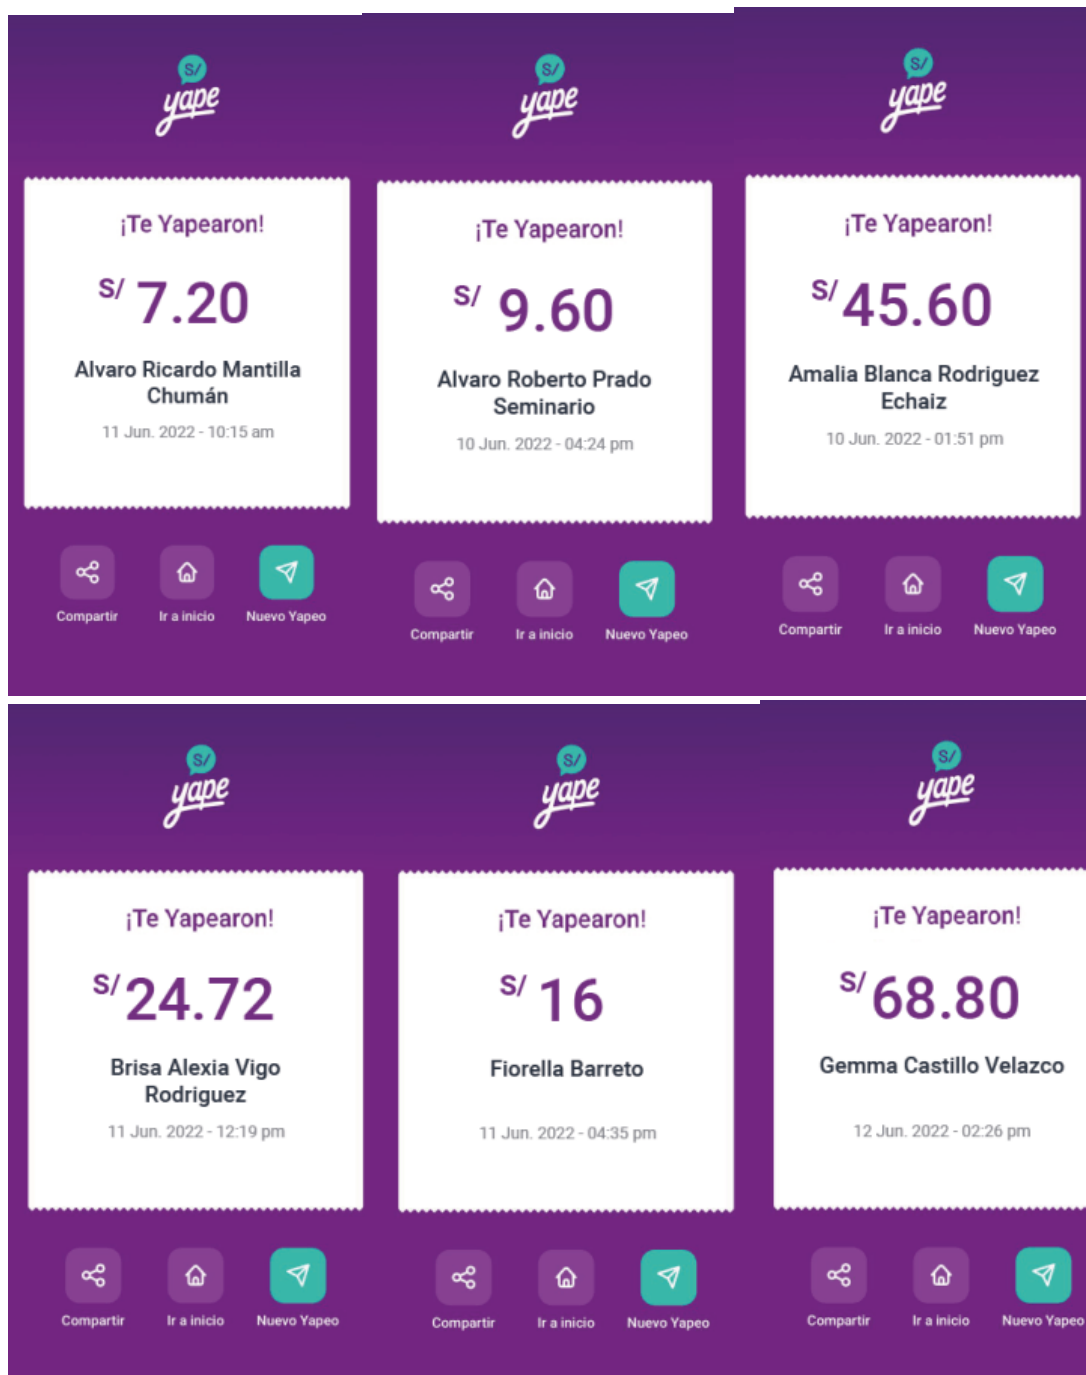 S/
yape
¡Te Yapearon!
S/ 7.20
Alvaro Ricardo Mantilla
Chumán
11 Jun. 2022 - 10:15 am
Compartir
Ir a inicio
Nuevo Yapeo
S/
yape
¡Te Yapearon!
S/ 9.60
Alvaro Roberto Prado
Seminario
10 Jun. 2022 - 04:24 pm
Compartir
Ir a inicio
Nuevo Yapeo
S/
yape
¡Te Yapearon!
S/ 45.60
Amalia Blanca Rodriguez
Echaiz
10 Jun. 2022 - 01:51 pm
Compartir
Ir a inicio
Nuevo Yapeo
S/
yape
¡Te Yapearon!
S/ 24.72
Brisa Alexia Vigo
Rodriguez
11 Jun. 2022 - 12:19 pm
Compartir
Ir a inicio
Nuevo Yapeo
S/
yape
¡Te Yapearon!
S/ 16
Fiorella Barreto
11 Jun. 2022 - 04:35 pm
Compartir
Ir a inicio
Nuevo Yapeo
S/
yape
¡Te Yapearon!
S/ 68.80
Gemma Castillo Velazco
12 Jun. 2022 - 02:26 pm
Compartir
Ir a inicio
Nuevo Yapeo